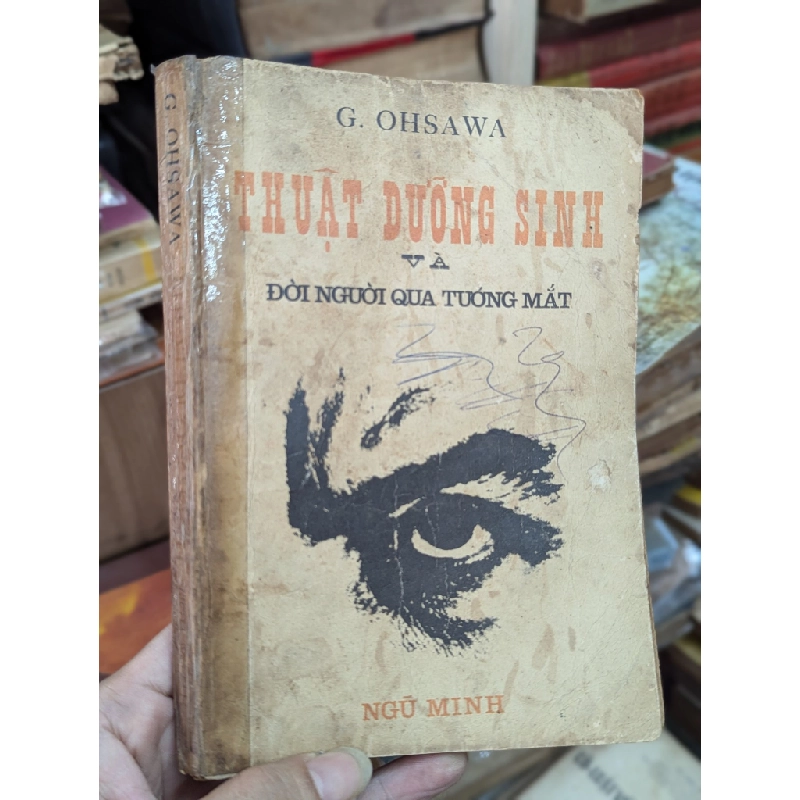 G. OHSAWA
THUẬT DƯỠNG SINH
VÀ
ĐỜI NGƯỜI QUA TƯỚNG MẮT
NGŨ MINH
G. OHSAWA